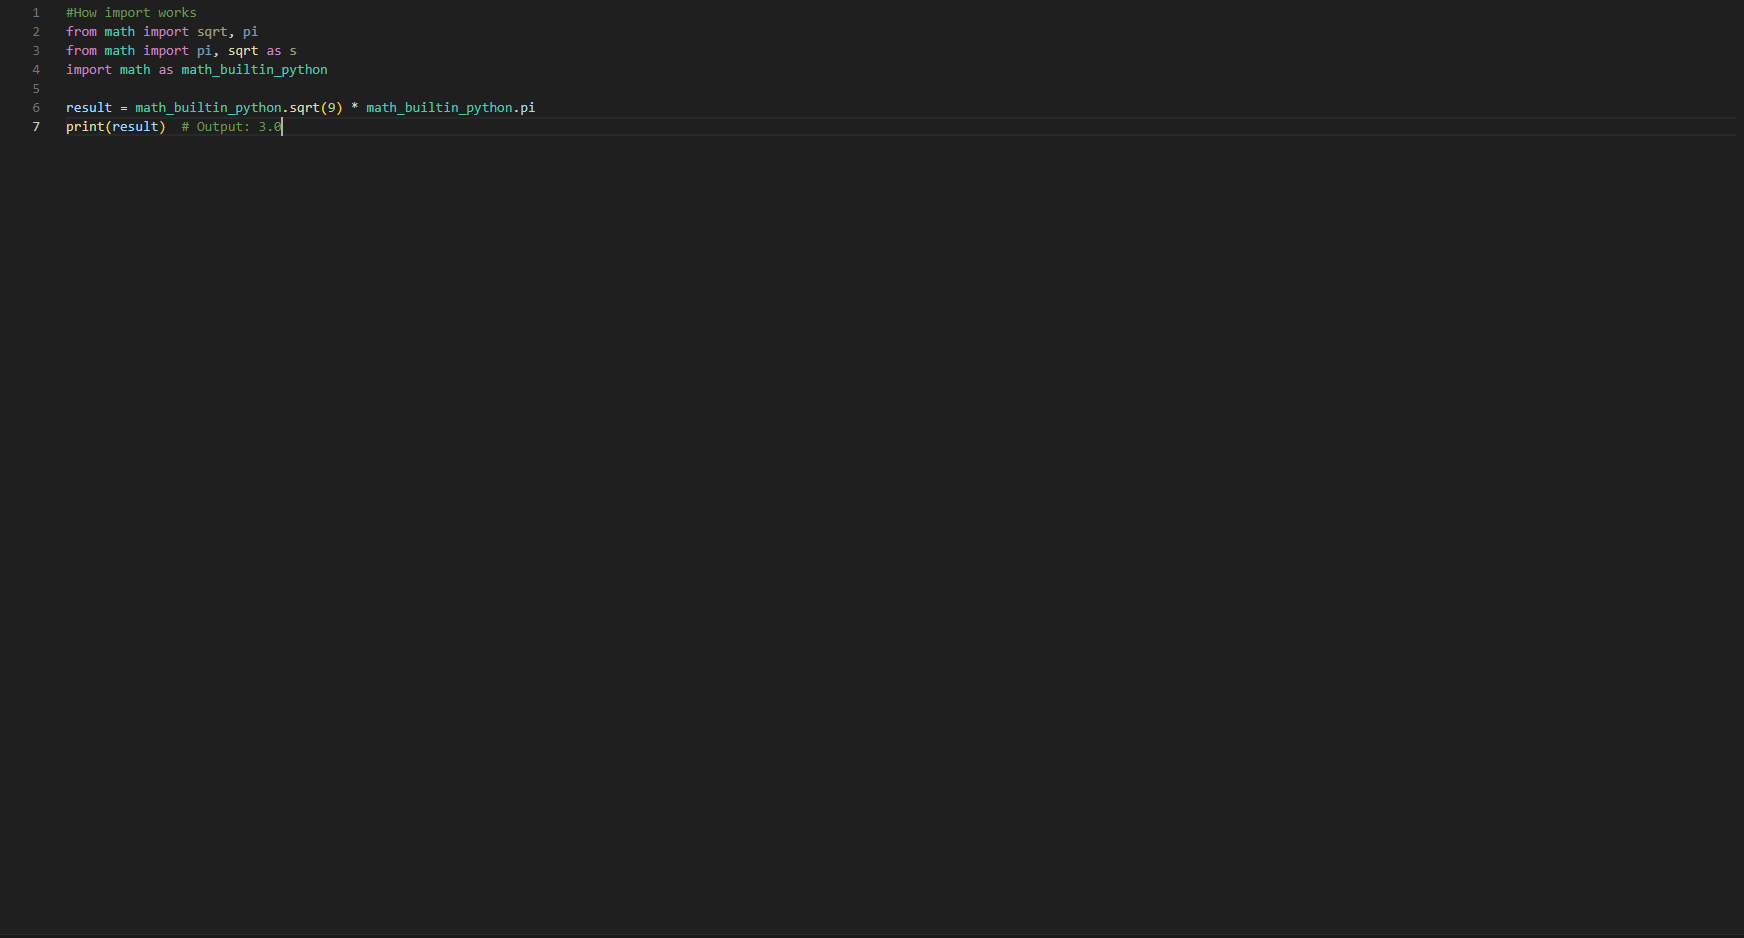 1 #How import works
2 from math import sqrt, pi
3 from math import pi, sqrt as s
4 import math as math_builtin_python
5
6 result = math_builtin_python.sqrt(9) * math_builtin_python.pi
7 print(result)  # Output: 3.0